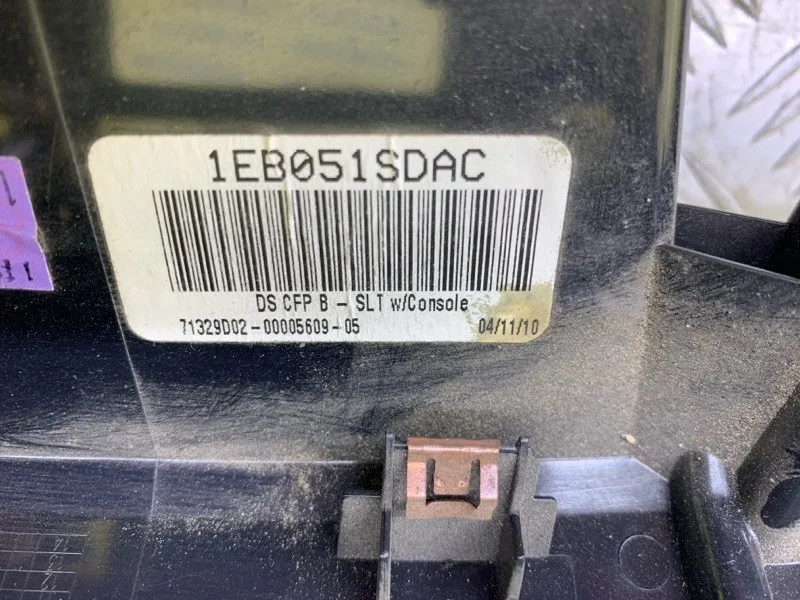 1EB051SDAC
DS CFP B - SLT w/Console
71329D02-00005609-05 04/11/10